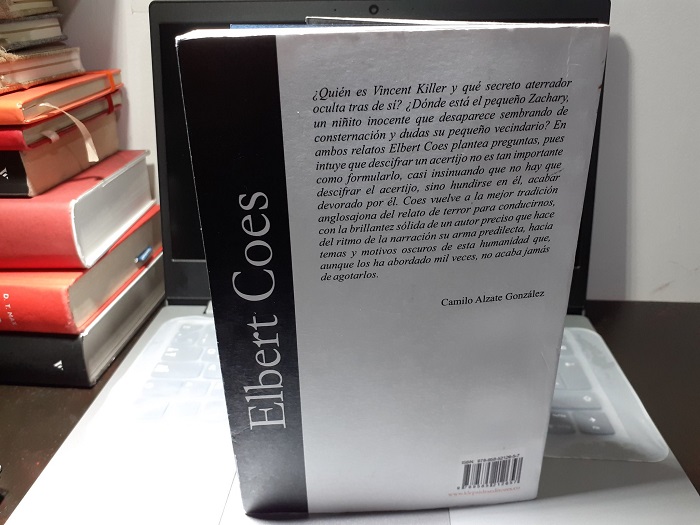 ¿Quién es Vincent Killer y qué secreto aterrador
oculta tras de si? ¿Dónde está el pequeño Zachary,
un niñito inocente que desaparece sembrando de
consternación y dudas su pequeño vecindario? En
ambos relatos Elbert Coes plantea preguntas, pues
intuye que descifrar un acertijo no es tan importante
como formularlo, casi insinuando que no hay que
descifrar el acertijo, sino hundirse en él, acabar
devorado por él. Coes vuelve a la mejor tradición
anglosajona del relato de terror para conducirnos,
con la brillantez sólida de un autor preciso que hace
del ritmo de la narración su arma predilecta, hacia
temas y motivos oscuros de esta humanidad que,
aunque los ha abordado mil veces, no acaba jamás
de agotarlos.
Camilo Alzate González
Elbert Coes